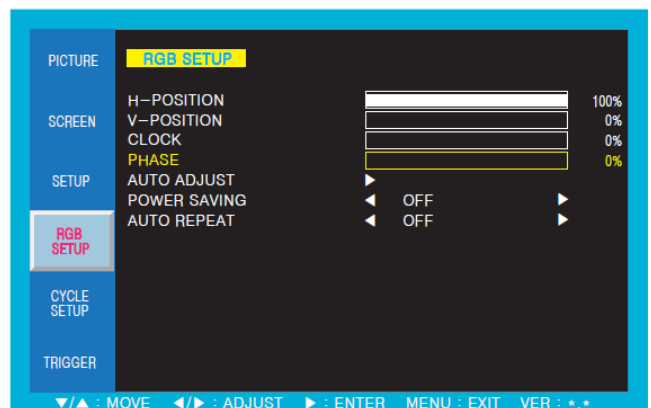 PICTURE
SCREEN
SETUP
RGB
SETUP
CYCLE
SETUP
TRIGGER
RGB SETUP
H-POSITION 100%
V-POSITION 0%
CLOCK 0%
PHASE 0%
AUTO ADJUST ▶
POWER SAVING ◀ OFF ▶
AUTO REPEAT ◀ OFF ▶
▼/▲ : MOVE ◀/▶ : ADJUST ▶ : ENTER MENU : EXIT VER : *.*